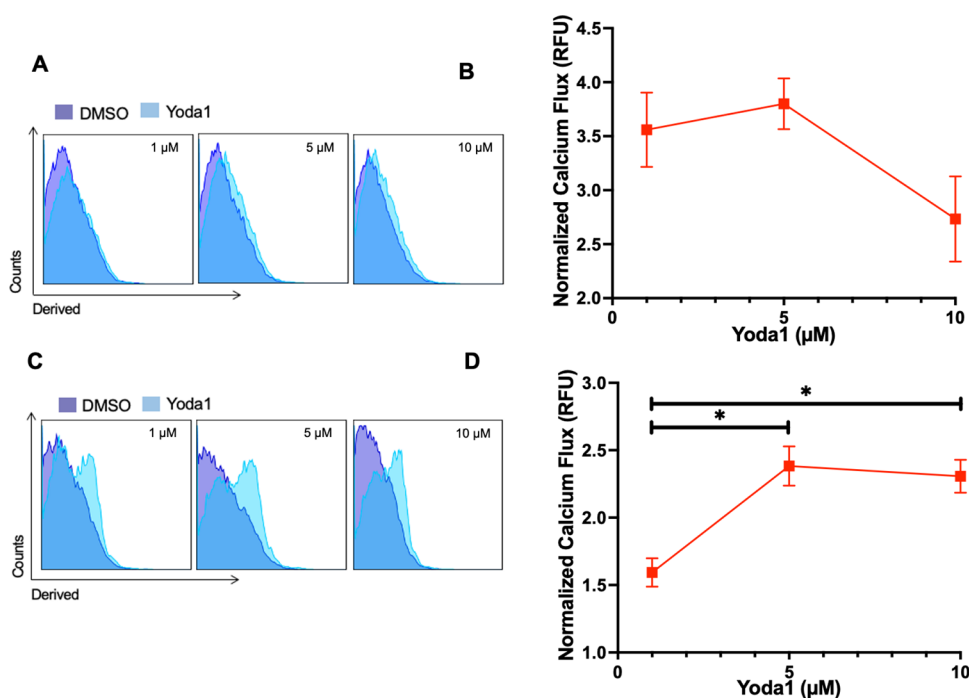 A
DMSO Yoda1
1 µM
5 µM
10 µM
Counts
Derived
B
Normalized Calcium Flux (RFU)
4.5
4.0
3.5
3.0
2.5
2.0
0 5 10
Yoda1 (µM)
C
DMSO Yoda1
1 µM
5 µM
10 µM
Counts
Derived
D
Normalized Calcium Flux (RFU)
3.0
2.5
2.0
1.5
1.0
*
*
0 5 10
Yoda1 (µM)